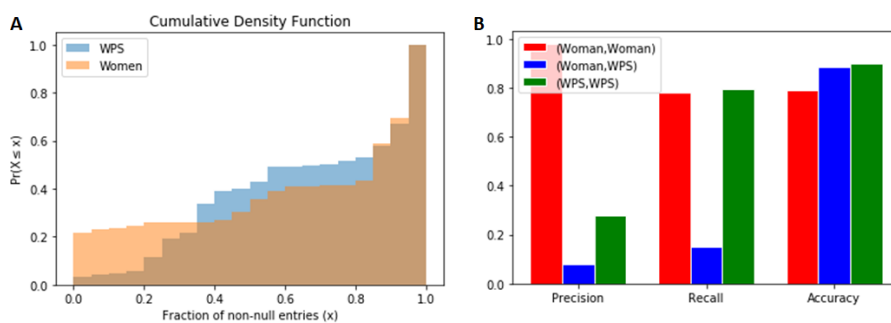 A
Cumulative Density Function
WPS
Women
1.0
0.8
0.6
0.4
0.2
0.0
Pr(X ≤ x)
0.0 0.2 0.4 0.6 0.8 1.0
Fraction of non-null entries (x)
B
(Woman,Woman)
(Woman,WPS)
(WPS,WPS)
1.0
0.8
0.6
0.4
0.2
0.0
Precision Recall Accuracy